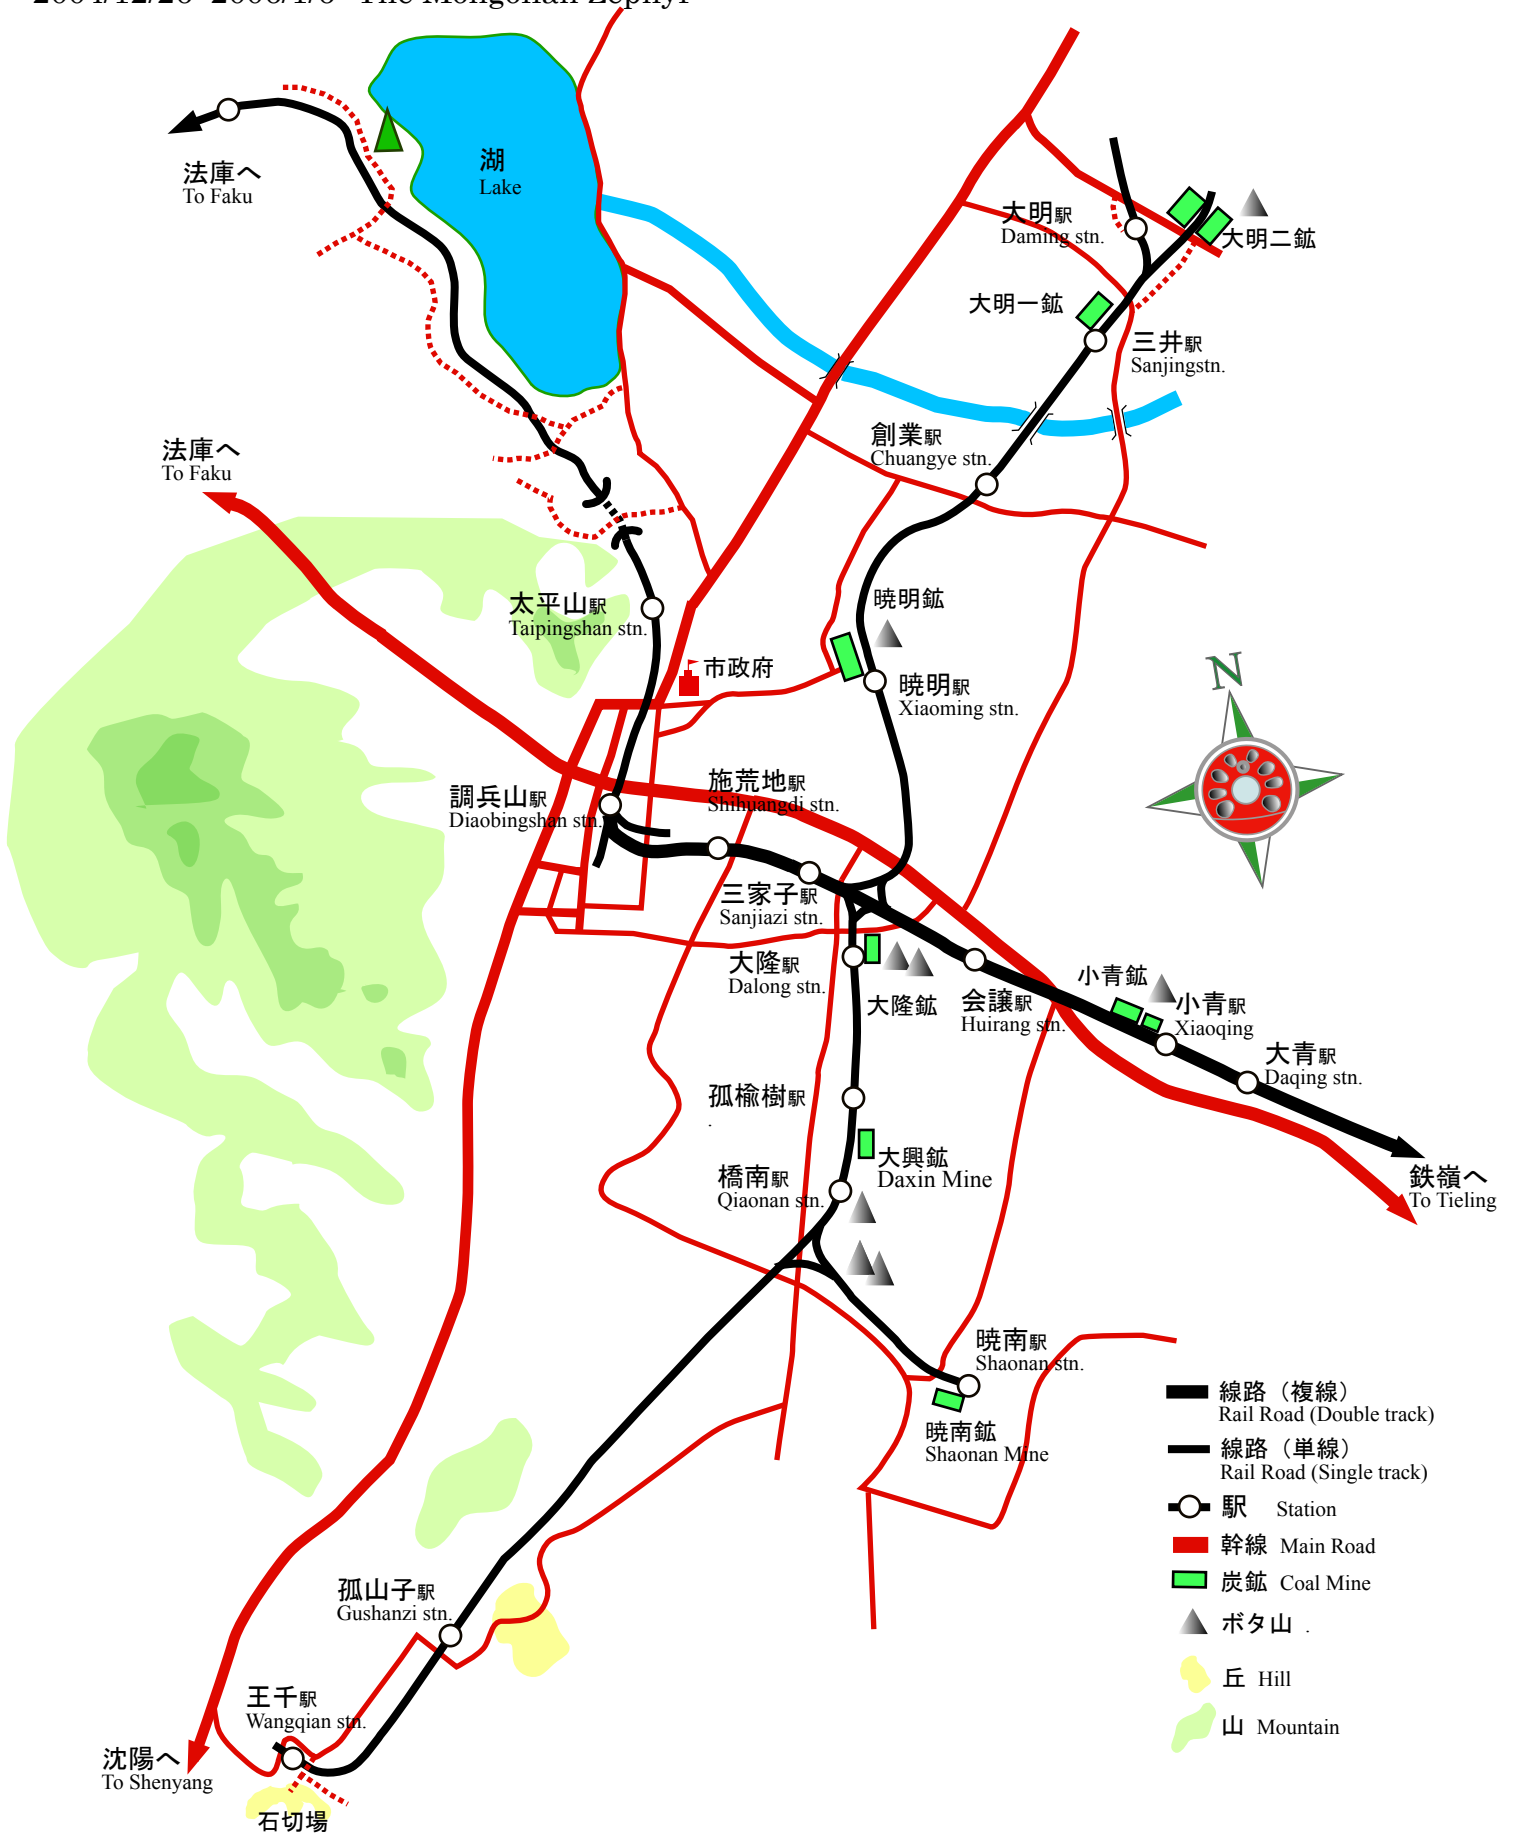 湖
Lake
法庫へ
To Faku
大明駅
Daming stn.
大明二鉱
大明一鉱
三井駅
Sanjingstn.
創業駅
Chuangye stn.
法庫へ
To Faku
太平山駅
Taipingshan stn.
暁明鉱
市政府
暁明駅
Xiaoming stn.
N
調兵山駅
Diaobingshan stn.
施荒地駅
Shihuangdi stn.
三家子駅
Sanjiazi stn.
大隆駅
Dalong stn.
大隆鉱
会譲駅
Huirang stn.
小青鉱
小青駅
Xiaoqing
大青駅
Daqing stn.
孤楡樹駅
.
大興鉱
Daxin Mine
橋南駅
Qiaonan stn.
鉄嶺へ
To Tieling
暁南駅
Shaonan stn.
暁南鉱
Shaonan Mine
線路（複線）
Rail Road (Double track)
線路（単線）
Rail Road (Single track)
駅 Station
幹線 Main Road
炭鉱 Coal Mine
ボタ山 .
丘 Hill
山 Mountain
孤山子駅
Gushanzi stn.
王千駅
Wangqian stn.
沈陽へ
To Shenyang
石切場